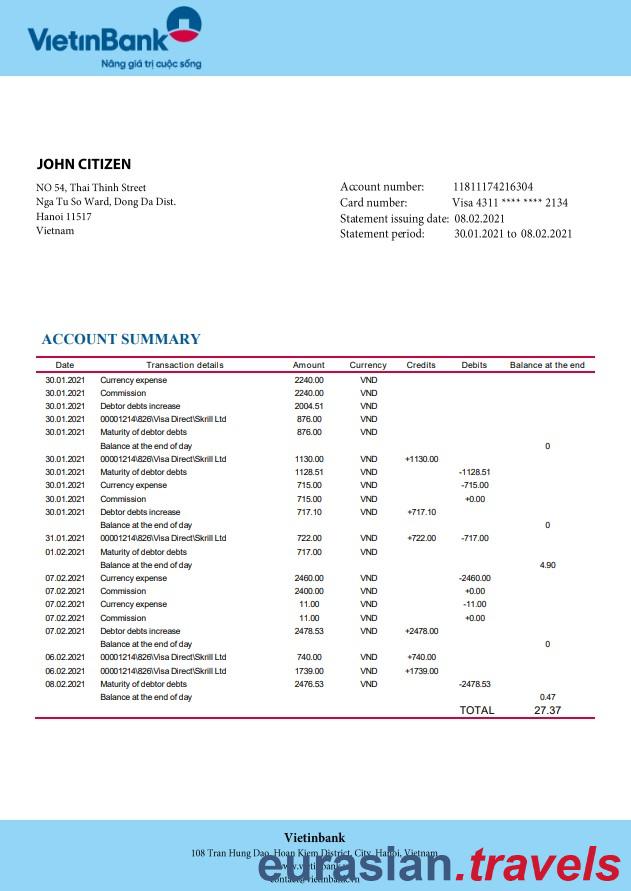 VietinBank
Nâng giá trị cuộc sống
JOHN CITIZEN
NO 54, Thai Thinh Street
Nga Tu So Ward, Dong Da Dist.
Hanoi 11517
Vietnam
Account number: 11811174216304
Card number: Visa 4311 **** **** 2134
Statement issuing date: 08.02.2021
Statement period: 30.01.2021 to 08.02.2021
ACCOUNT SUMMARY
Date Transaction details Amount Currency Credits Debits Balance at the end
30.01.2021 Currency expense 2240.00 VND
30.01.2021 Commission 2240.00 VND
30.01.2021 Debtor debts increase 2004.51 VND
30.01.2021 00001214\826\Visa Direct\Skrill Ltd 876.00 VND
30.01.2021 Maturity of debtor debts 876.00 VND
Balance at the end of day 0
30.01.2021 00001214\826\Visa Direct\Skrill Ltd 1130.00 VND +1130.00
30.01.2021 Maturity of debtor debts 1128.51 VND -1128.51
30.01.2021 Currency expense 715.00 VND -715.00
30.01.2021 Commission 715.00 VND +0.00
30.01.2021 Debtor debts increase 717.10 VND +717.10
Balance at the end of day 0
31.01.2021 00001214\826\Visa Direct\Skrill Ltd 722.00 VND +722.00 -717.00
01.02.2021 Maturity of debtor debts 717.00 VND
Balance at the end of day 4.90
07.02.2021 Currency expense 2460.00 VND -2460.00
07.02.2021 Commission 2400.00 VND +0.00
07.02.2021 Currency expense 11.00 VND -11.00
07.02.2021 Commission 11.00 VND +0.00
07.02.2021 Debtor debts increase 2478.53 VND +2478.00
Balance at the end of day 0
06.02.2021 00001214\826\Visa Direct\Skrill Ltd 740.00 VND +740.00
06.02.2021 00001214\826\Visa Direct\Skrill Ltd 1739.00 VND +1739.00
08.02.2021 Maturity of debtor debts 2476.53 VND -2478.53
Balance at the end of day 0.47
TOTAL 27.37
Vietinbank
108 Tran Hung Dao, Hoan Kiem District, City, Hanoi, Vietnam
contact@vietinbank.vn
eurasian.travels